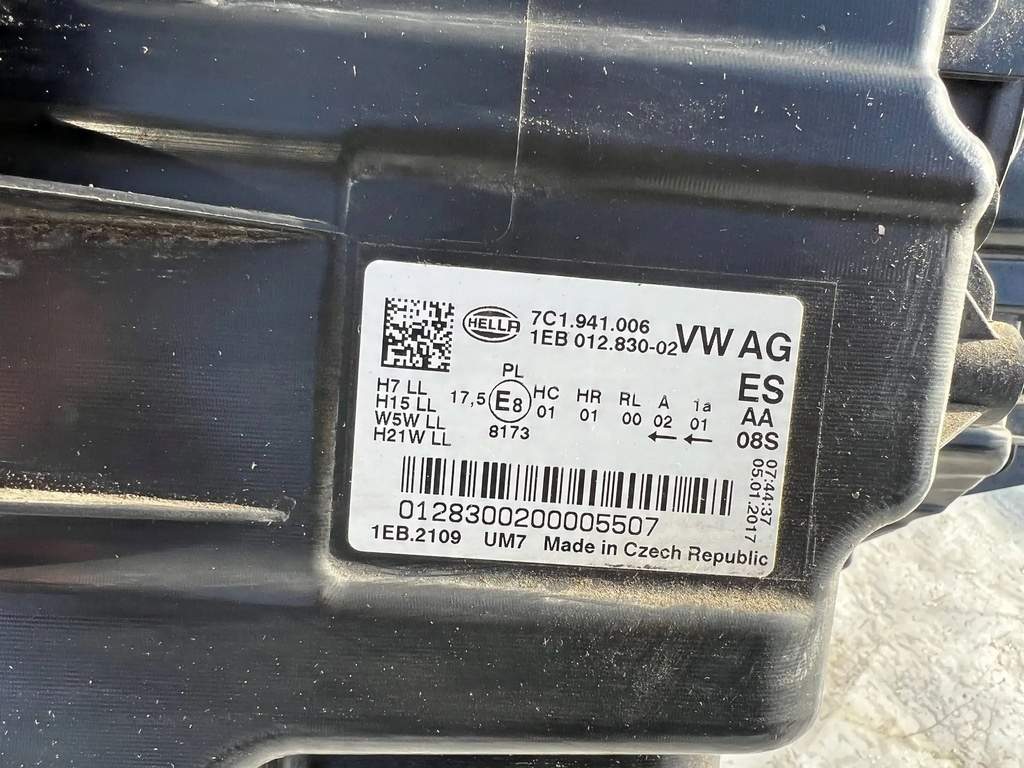 HELLA
7C1.941.006
1EB 012.830-02
VW AG
ES
AA
08S
H7 LL
H15 LL
W5W LL
H21W LL
PL
17,5 E8 HC HR RL A 1a
01 01 00 02 01
8173 ← ←
07:44:37
05.01.2017
01283002000005507
1EB.2109 UM7 Made in Czech Republic